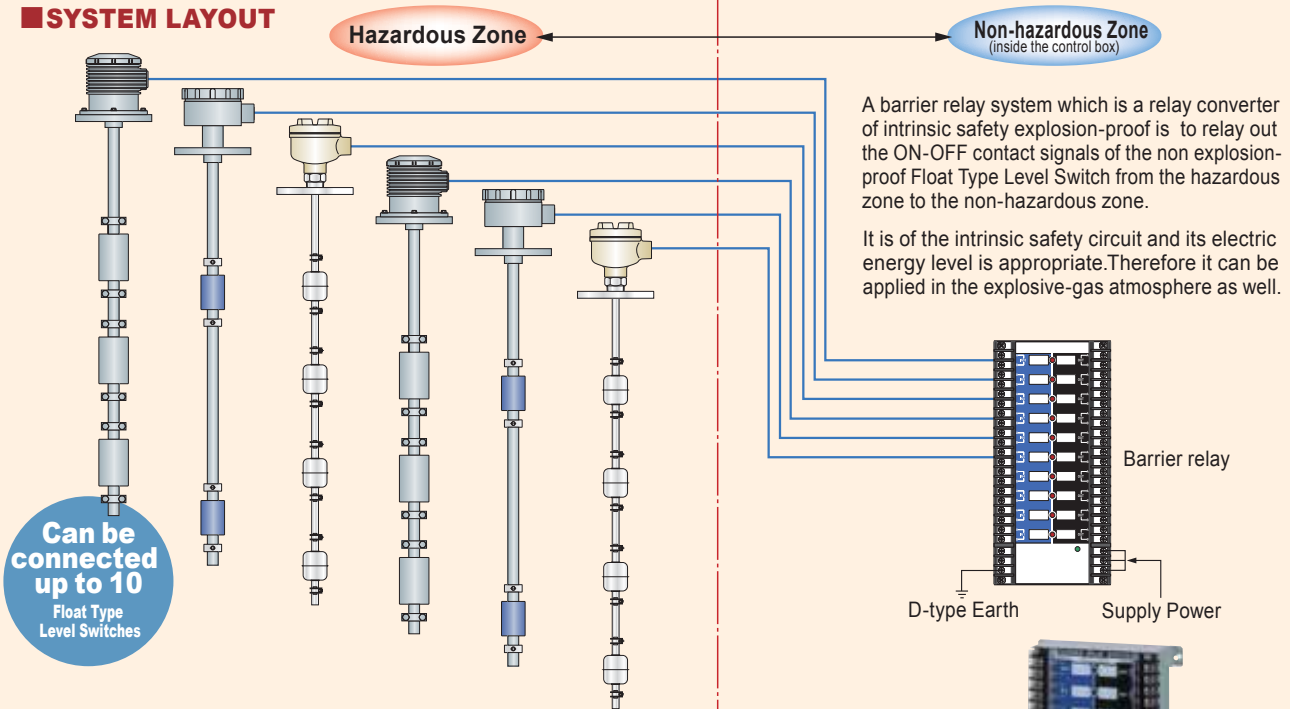 ■SYSTEM LAYOUT
Hazardous Zone
Non-hazardous Zone
(inside the control box)
A barrier relay system which is a relay converter
of intrinsic safety explosion-proof is to relay out
the ON-OFF contact signals of the non explosion-
proof Float Type Level Switch from the hazardous
zone to the non-hazardous zone.
It is of the intrinsic safety circuit and its electric
energy level is appropriate.Therefore it can be
applied in the explosive-gas atmosphere as well.
Barrier relay
D-type Earth
Supply Power
Can be
connected
up to 10
Float Type
Level Switches